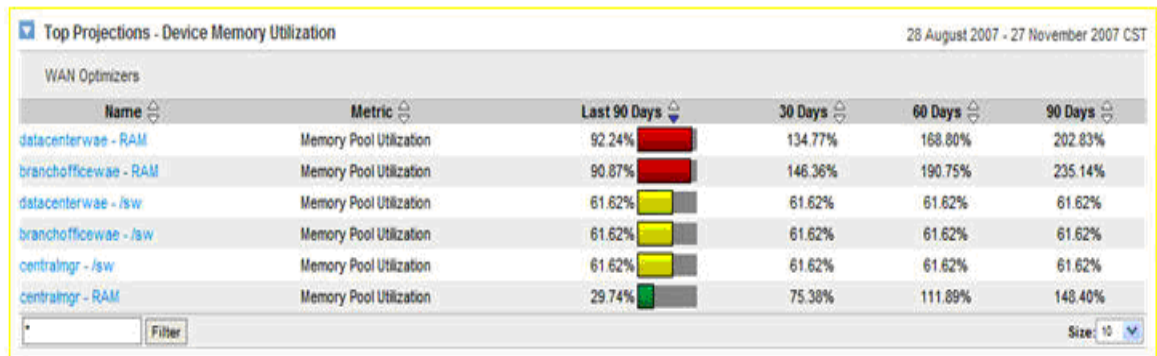 Top Projections - Device Memory Utilization 28 August 2007 - 27 November 2007 CST
WAN Optimizers
Name Metric Last 90 Days 30 Days 60 Days 90 Days
datacenterwae - RAM Memory Pool Utilization 92.24% 134.77% 168.80% 202.83%
branchofficewae - RAM Memory Pool Utilization 90.87% 146.36% 190.75% 235.14%
datacenterwae - /sw Memory Pool Utilization 61.62% 61.62% 61.62% 61.62%
branchofficewae - /sw Memory Pool Utilization 61.62% 61.62% 61.62% 61.62%
centralmgr - /sw Memory Pool Utilization 61.62% 61.62% 61.62% 61.62%
centralmgr - RAM Memory Pool Utilization 29.74% 75.38% 111.89% 148.40%
* Filter Size: 10